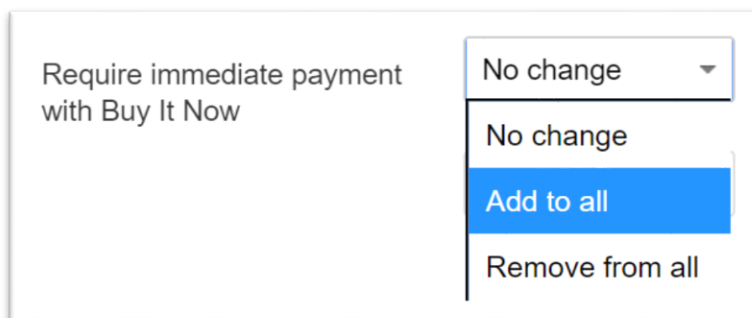 Require immediate payment
with Buy It Now
No change
No change
Add to all
Remove from all